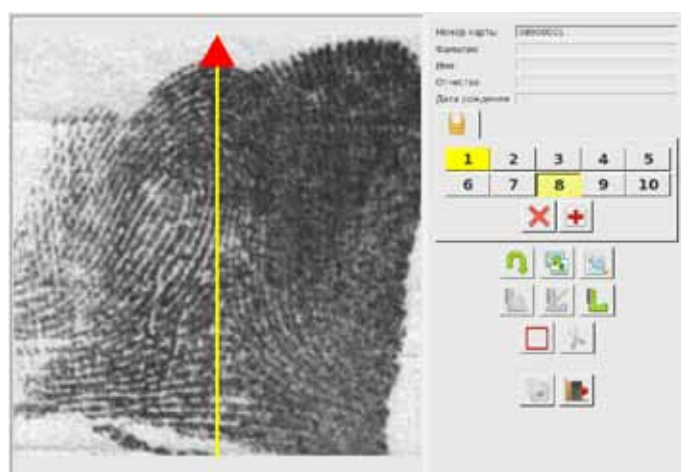 Номер карты
Фамилия
Имя
Отчество
Дата рождения
1 2 3 4 5
6 7 8 9 10